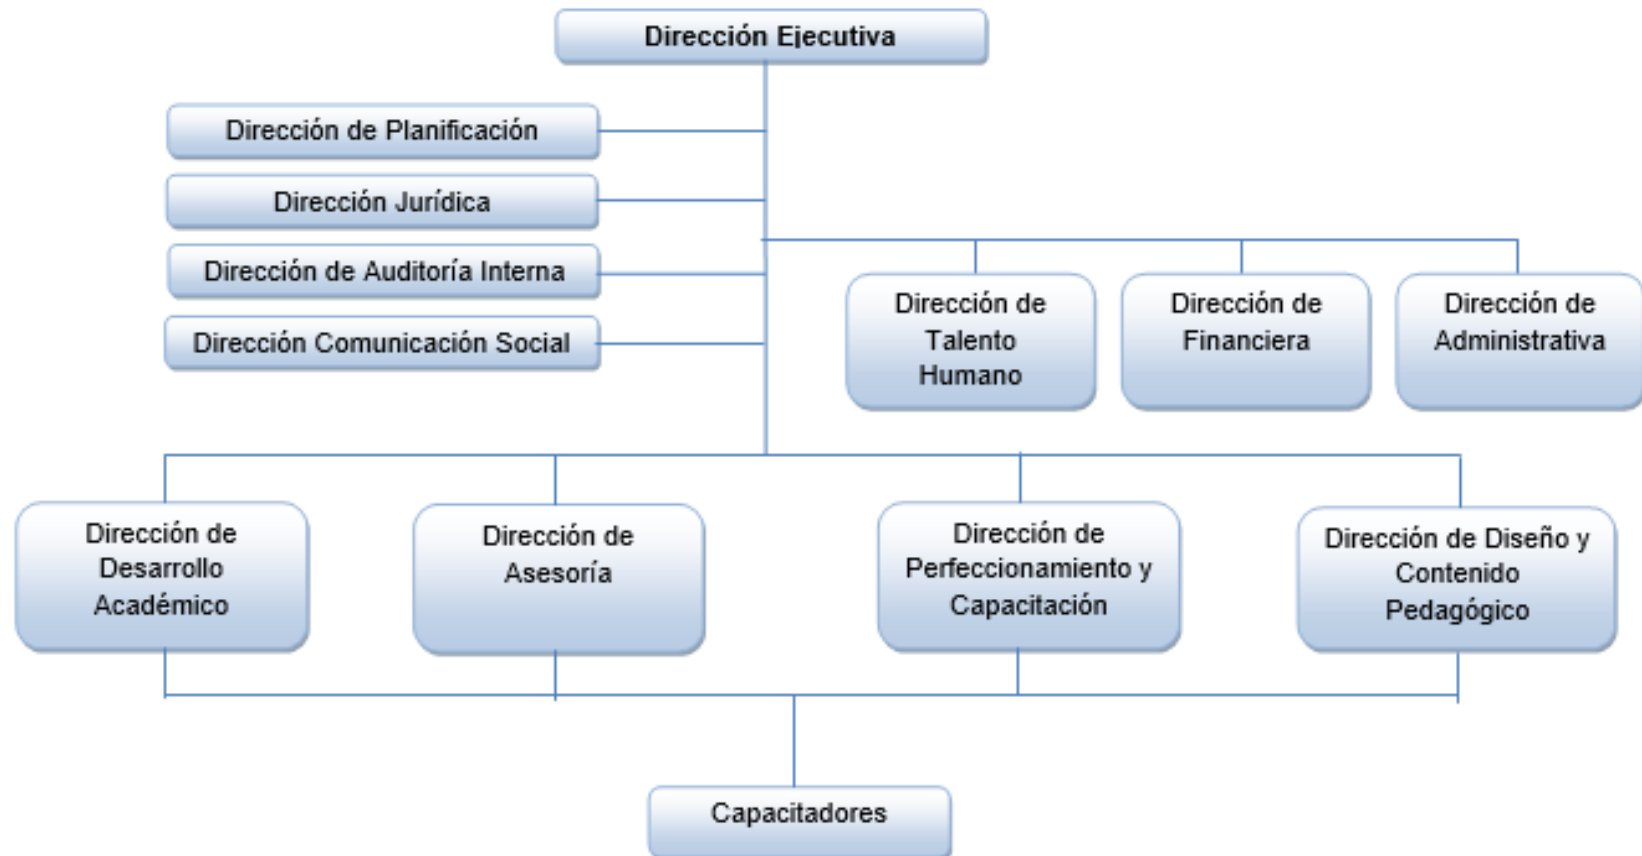 Dirección Ejecutiva
Dirección de Planificación
Dirección Jurídica
Dirección de Auditoría Interna
Dirección Comunicación Social
Dirección de
Talento
Humano
Dirección de
Financiera
Dirección de
Administrativa
Dirección de
Desarrollo
Académico
Dirección de
Asesoría
Dirección de
Perfeccionamiento y
Capacitación
Dirección de Diseño y
Contenido
Pedagógico
Capacitadores